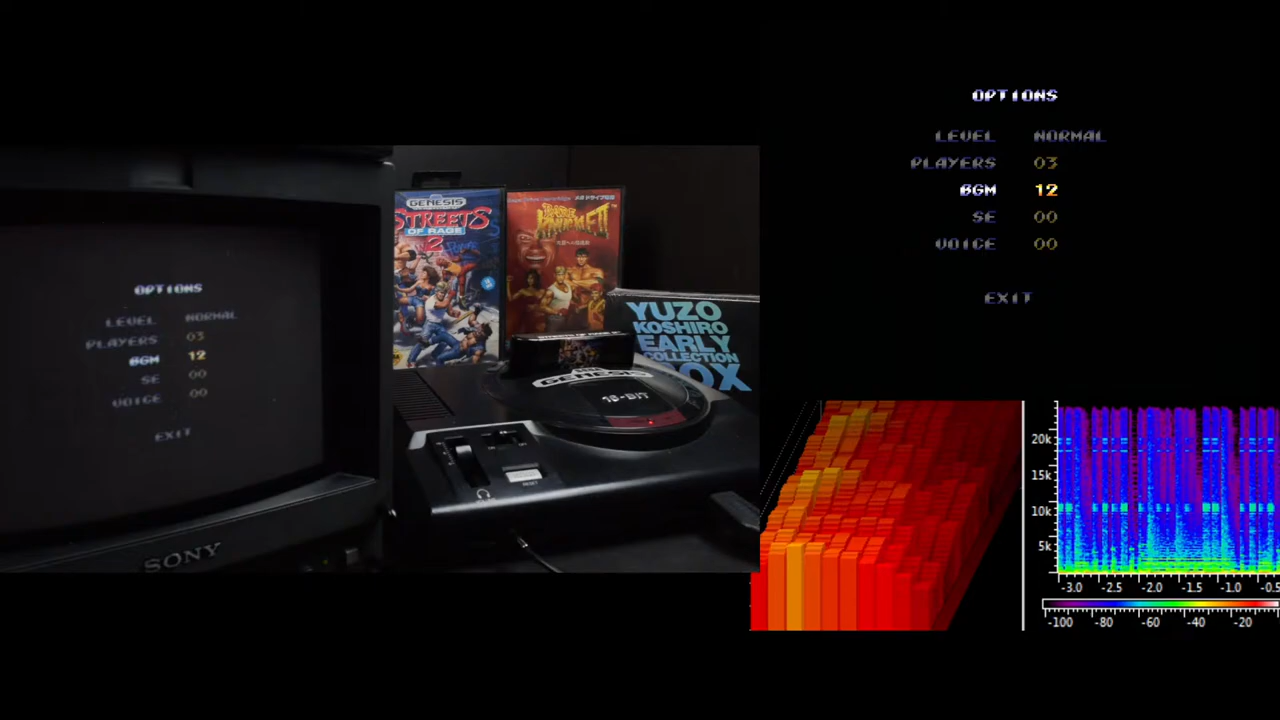 OPTIONS
LEVEL NORMAL
PLAYERS 03
BGM 12
SE 00
VOICE 00
EXIT
SONY
GENESIS
STREETS
OF RAGE
2
YUZO
KOSHIRO
EARLY
COLLECTION
BOX
GENESIS
16-BIT
RESET
OPTIONS
LEVEL NORMAL
PLAYERS 03
BGM 12
SE 00
VOICE 00
EXIT
20k
15k
10k
5k
-3.0 -2.5 -2.0 -1.5 -1.0 -0.5
-100 -80 -60 -40 -20